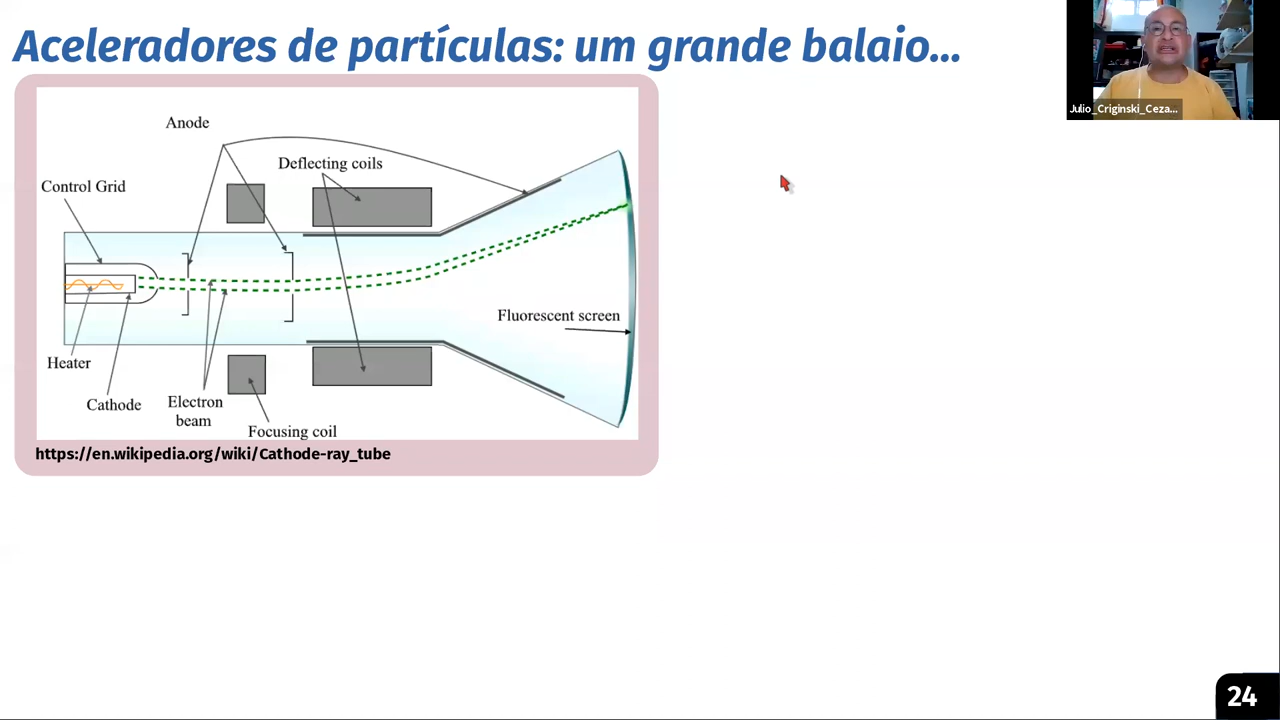 Aceleradores de partículas: um grande balaio...
Julio_Criginski_Ceza...
Anode
Deflecting coils
Control Grid
Fluorescent screen
Heater
Cathode
Electron
beam
Focusing coil
https://en.wikipedia.org/wiki/Cathode-ray_tube
24